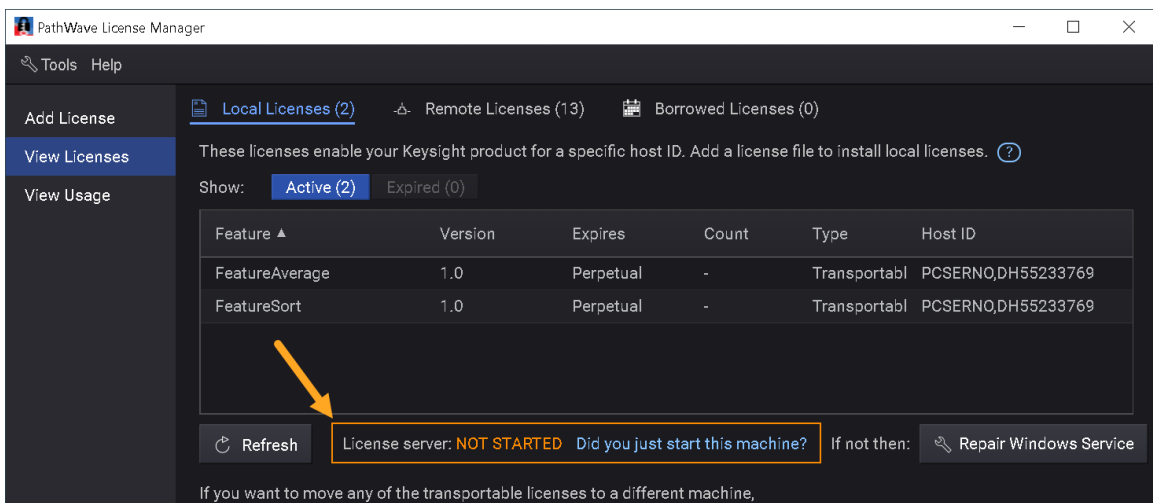 PathWave License Manager
Tools Help
Add License
View Licenses
View Usage
Local Licenses (2) Remote Licenses (13) Borrowed Licenses (0)
These licenses enable your Keysight product for a specific host ID. Add a license file to install local licenses. ?
Show: Active (2) Expired (0)
Feature ▲ Version Expires Count Type Host ID
FeatureAverage 1.0 Perpetual - Transportabl PCSERNO,DH55233769
FeatureSort 1.0 Perpetual - Transportabl PCSERNO,DH55233769
Refresh License server: NOT STARTED Did you just start this machine? If not then: Repair Windows Service
If you want to move any of the transportable licenses to a different machine,